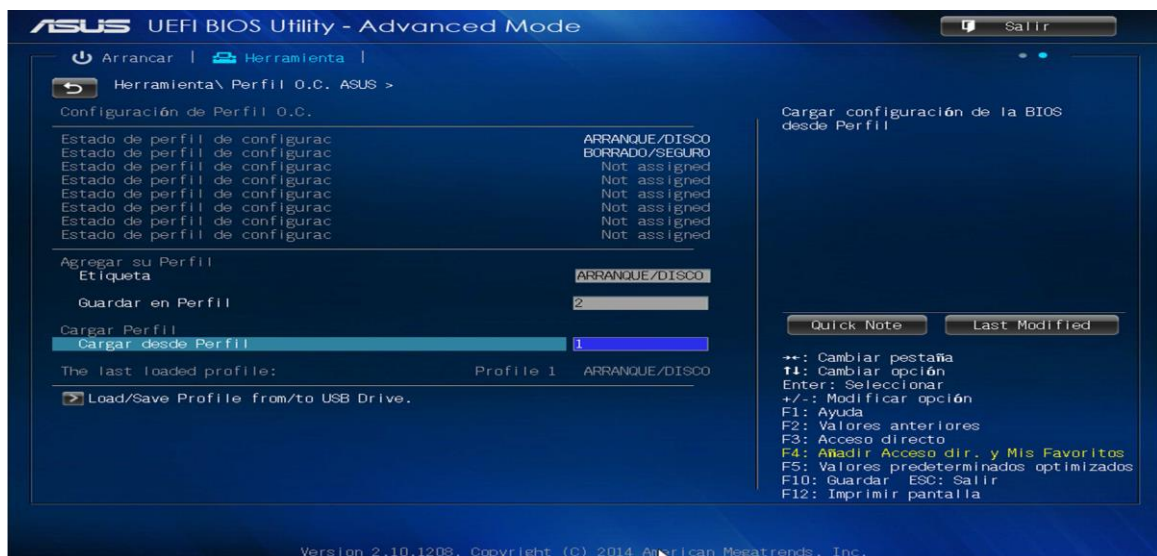 ASUS UEFI BIOS Utility - Advanced Mode
Salir
Arrancar | Herramienta |
Herramienta\ Perfil O.C. ASUS >
Configuración de Perfil O.C.
Cargar configuración de la BIOS
desde Perfil
Estado de perfil de configurac ARRANQUE/DISCO
Estado de perfil de configurac BORRADO/SEGURO
Estado de perfil de configurac Not assigned
Estado de perfil de configurac Not assigned
Estado de perfil de configurac Not assigned
Estado de perfil de configurac Not assigned
Estado de perfil de configurac Not assigned
Estado de perfil de configurac Not assigned
Agregar su Perfil
Etiqueta ARRANQUE/DISCO
Guardar en Perfil 2
Cargar Perfil
Cargar desde Perfil 1
The last loaded profile: Profile 1 ARRANQUE/DISCO
> Load/Save Profile from/to USB Drive.
Quick Note Last Modified
→←: Cambiar pestaña
↑↓: Cambiar opción
Enter: Seleccionar
+/-: Modificar opción
F1: Ayuda
F2: Valores anteriores
F3: Acceso directo
F4: Añadir Acceso dir. y Mis Favoritos
F5: Valores predeterminados optimizados
F10: Guardar ESC: Salir
F12: Imprimir pantalla
Version 2.10.1208. Copyright (C) 2014 American Megatrends, Inc.